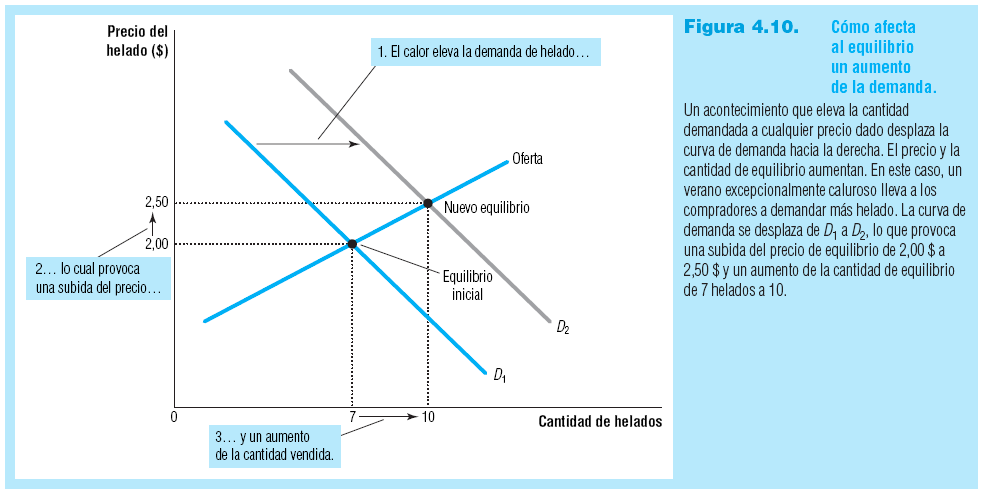 Precio del
helado ($)
1. El calor eleva la demanda de helado…
Oferta
2,50
Nuevo equilibrio
2,00
2… lo cual provoca
una subida del precio…
Equilibrio
inicial
D2
D1
0
7
10
Cantidad de helados
3… y un aumento
de la cantidad vendida.
Figura 4.10.
Cómo afecta
al equilibrio
un aumento
de la demanda.
Un acontecimiento que eleva la cantidad
demandada a cualquier precio dado desplaza la
curva de demanda hacia la derecha. El precio y la
cantidad de equilibrio aumentan. En este caso, un
verano excepcionalmente caluroso lleva a los
compradores a demandar más helado. La curva de
demanda se desplaza de D1 a D2, lo que provoca
una subida del precio de equilibrio de 2,00 $ a
2,50 $ y un aumento de la cantidad de equilibrio
de 7 helados a 10.